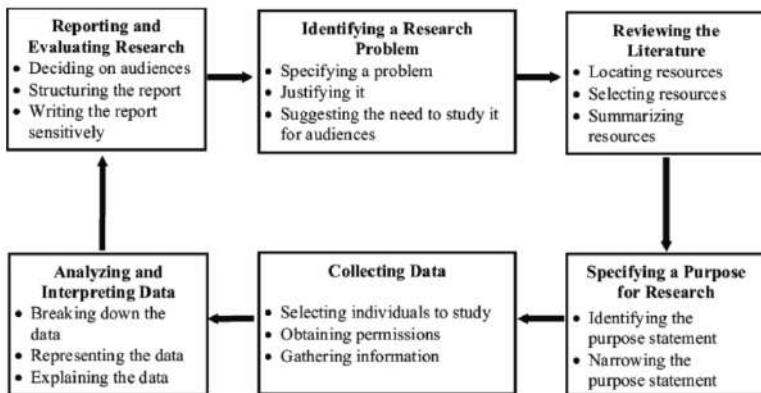 Reporting and
Evaluating Research
• Deciding on audiences
• Structuring the report
• Writing the report
sensitively
Identifying a Research
Problem
• Specifying a problem
• Justifying it
• Suggesting the need to study it
for audiences
Reviewing the
Literature
• Locating resources
• Selecting resources
• Summarizing
resources
Analyzing and
Interpreting Data
• Breaking down the
data
• Representing the data
• Explaining the data
Collecting Data
• Selecting individuals to study
• Obtaining permissions
• Gathering information
Specifying a Purpose
for Research
• Identifying the
purpose statement
• Narrowing the
purpose statement